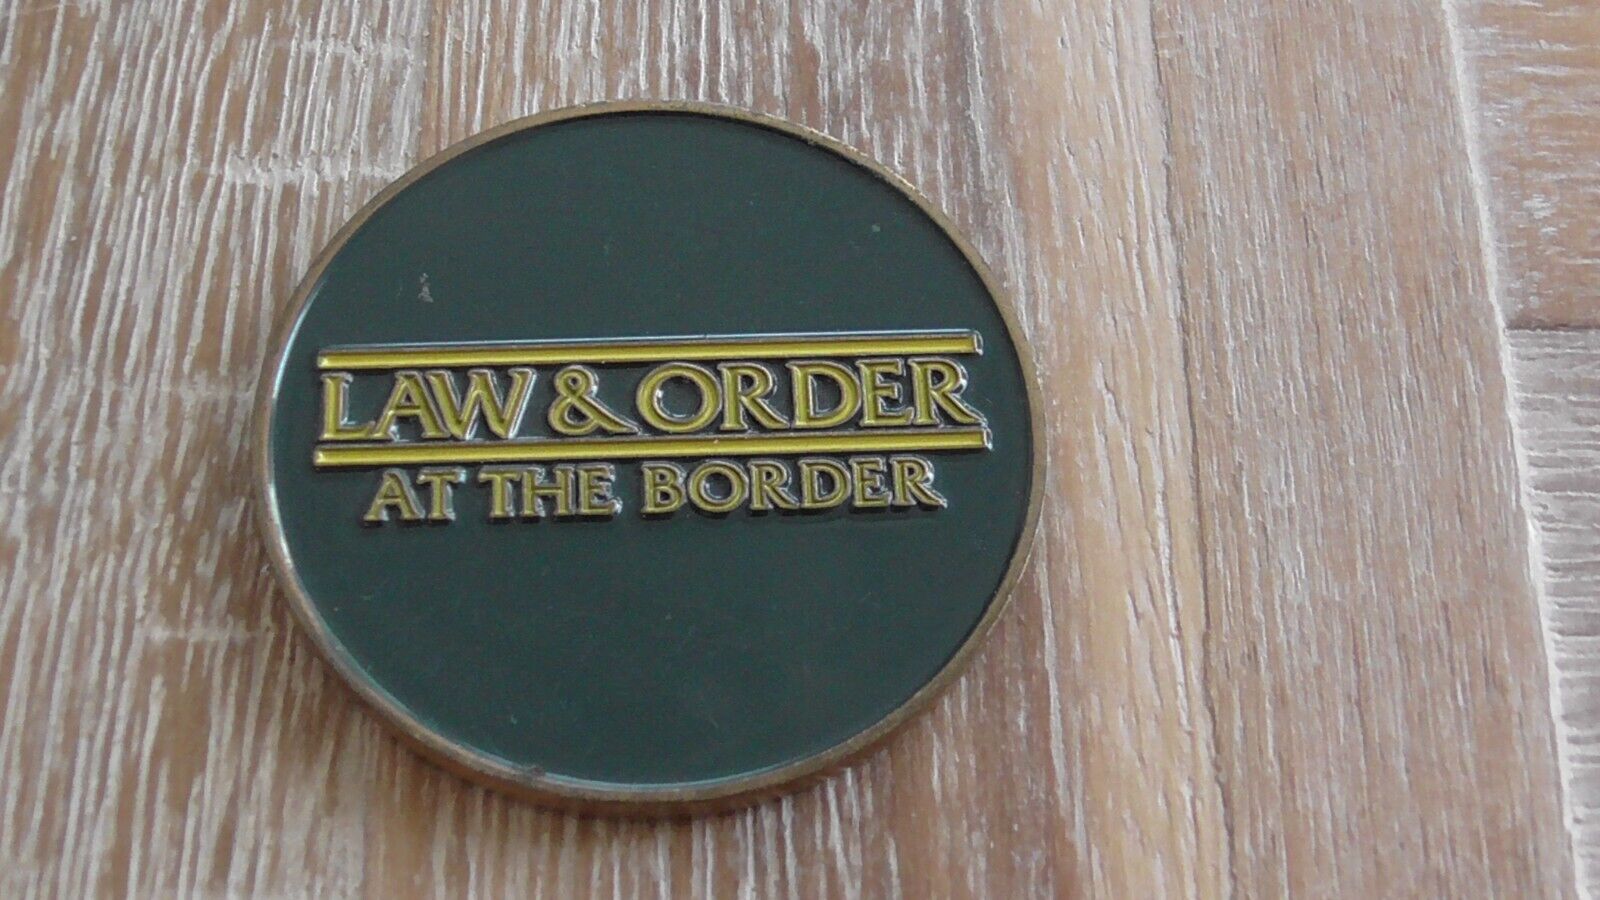 LAW & ORDER
AT THE BORDER